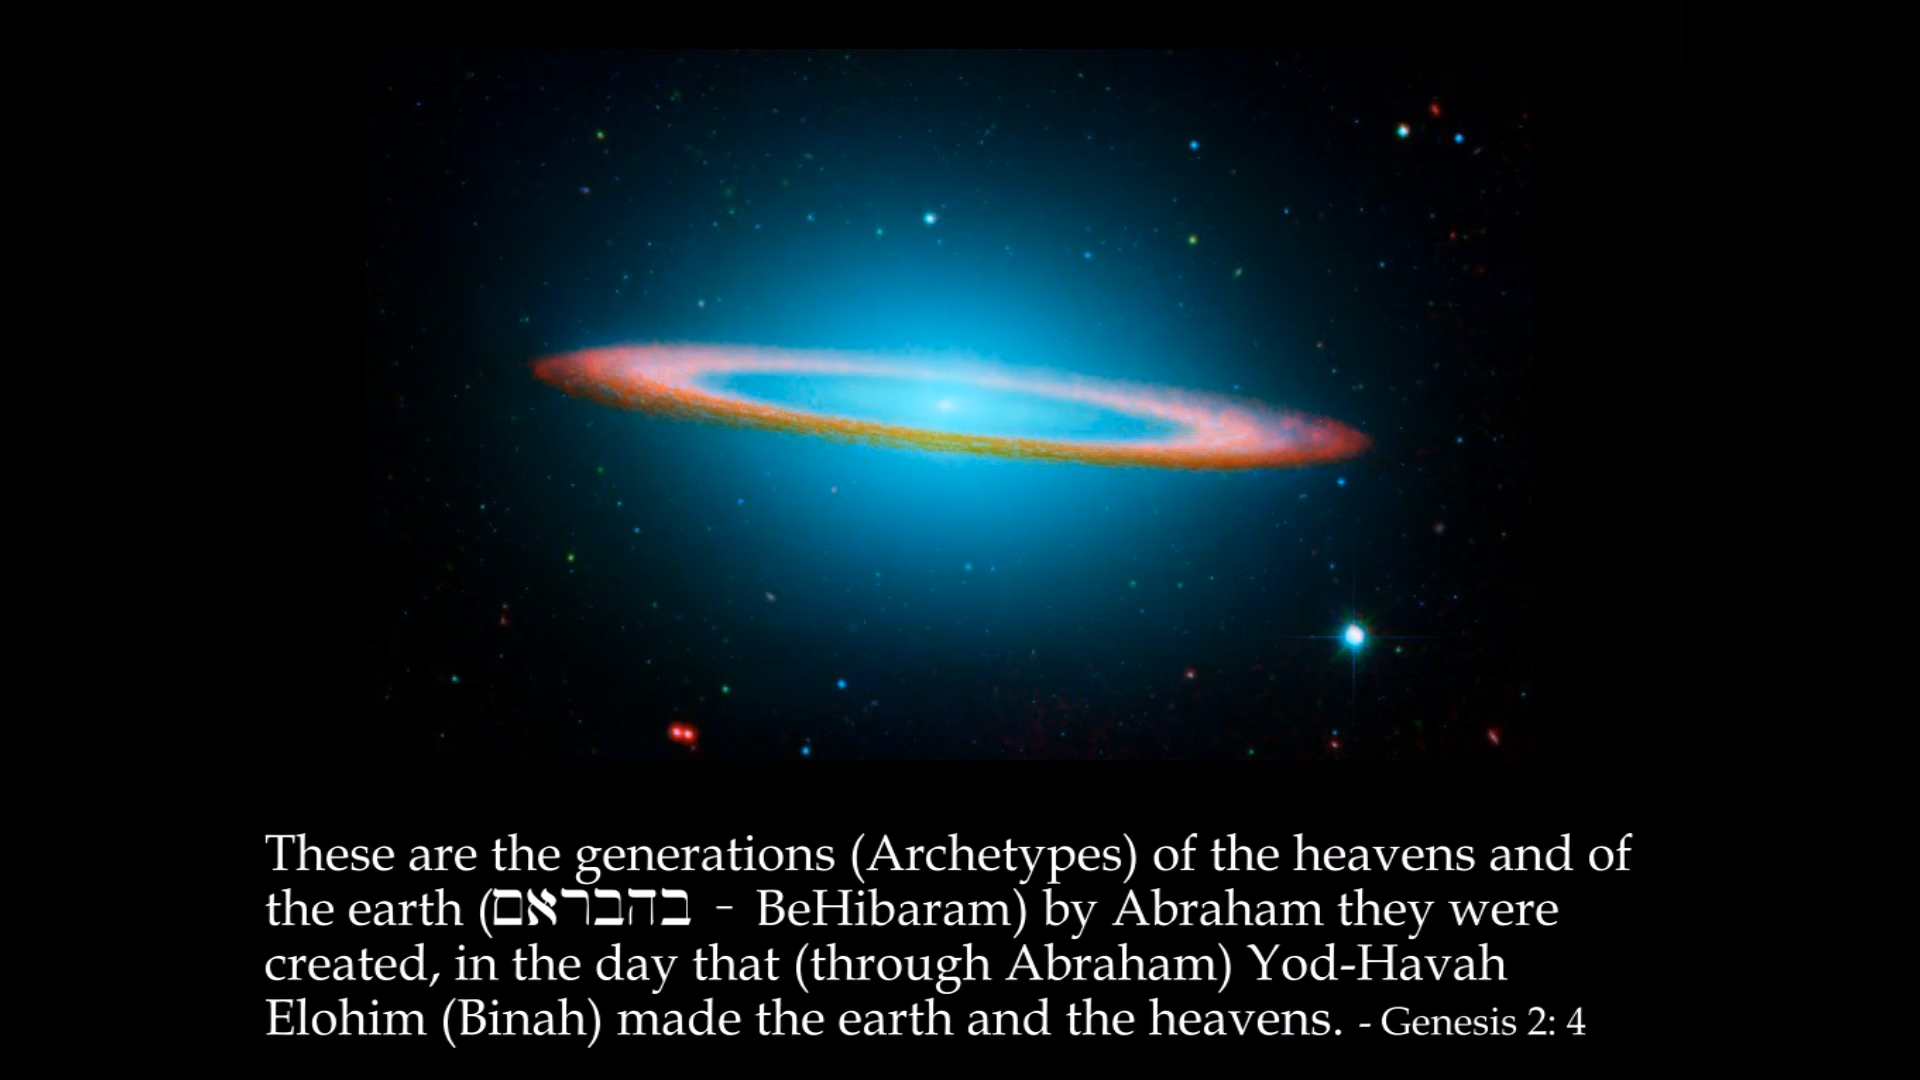 These are the generations (Archetypes) of the heavens and of
the earth (בהבראם - BeHibaram) by Abraham they were
created, in the day that (through Abraham) Yod-Havah
Elohim (Binah) made the earth and the heavens. - Genesis 2: 4